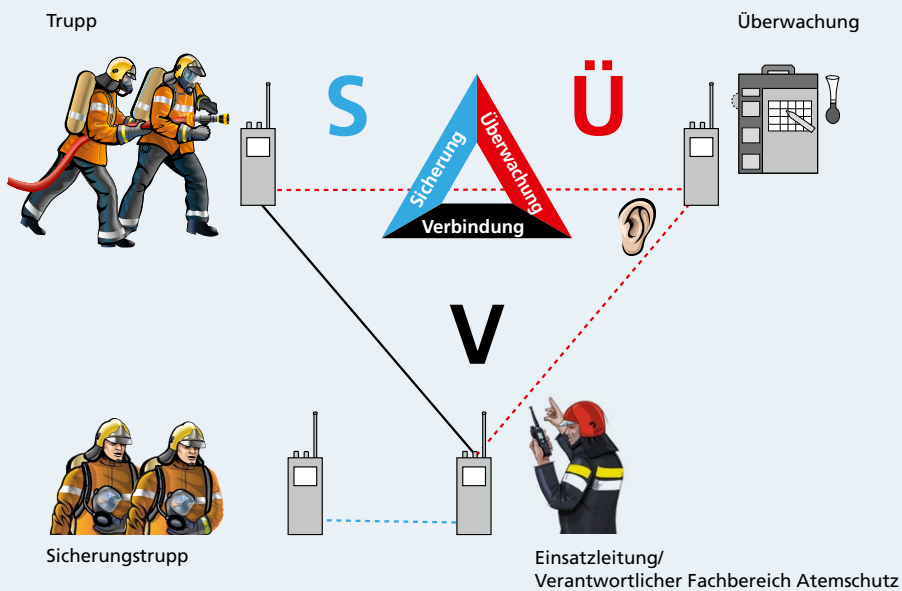 Trupp
Überwachung
S
Ü
Sicherung
Überwachung
Verbindung
V
Sicherungstrupp
Einsatzleitung/
Verantwortlicher Fachbereich Atemschutz